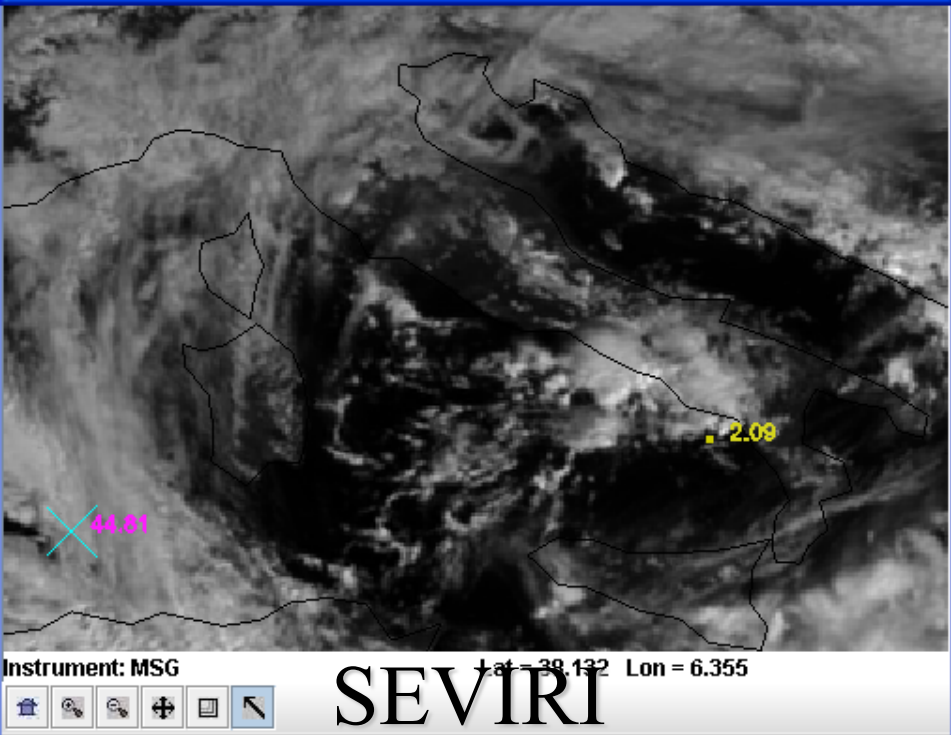 2.09
44.81
Instrument: MSG Lat = 38.132 Lon = 6.355
SEVIRI